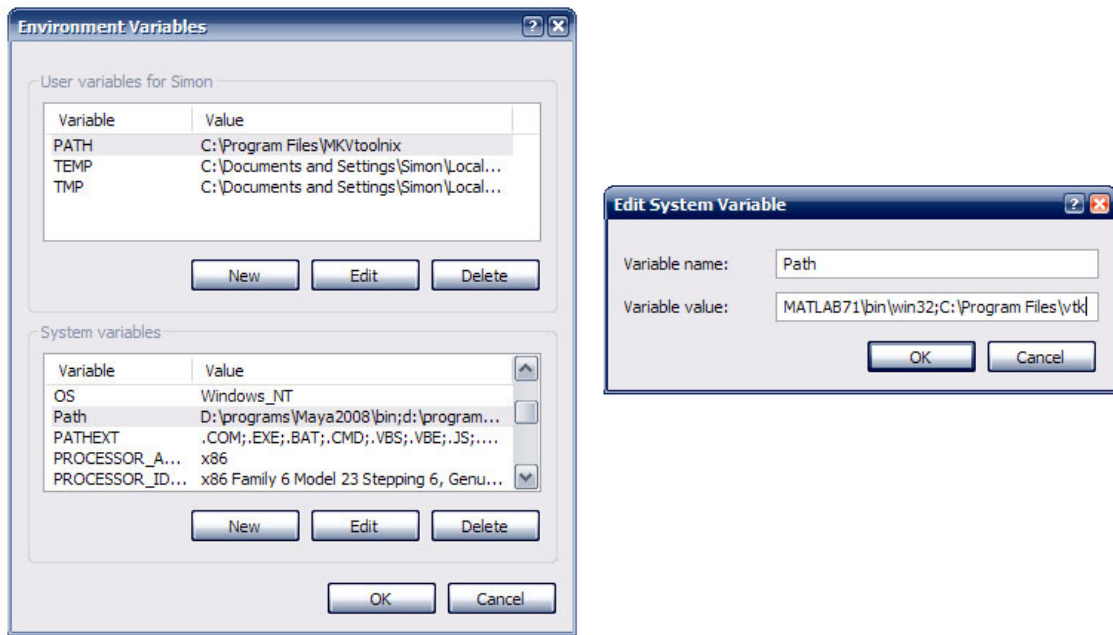 Environment Variables
User variables for Simon
Variable Value
PATH C:\Program Files\MKVtoolnix
TEMP C:\Documents and Settings\Simon\Local...
TMP C:\Documents and Settings\Simon\Local...
New Edit Delete
System variables
Variable Value
OS Windows_NT
Path D:\programs\Maya2008\bin;d:\program...
PATHEXT .COM;.EXE;.BAT;.CMD;.VBS;.VBE;.JS;....
PROCESSOR_A... x86
PROCESSOR_ID... x86 Family 6 Model 23 Stepping 6, Genu...
New Edit Delete
OK Cancel
Edit System Variable
Variable name: Path
Variable value: MATLAB71\bin\win32;C:\Program Files\vtk
OK Cancel